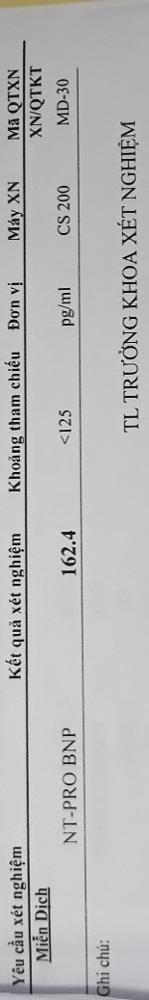 Yêu cầu xét nghiệm Kết quả xét nghiệm Khoảng tham chiếu Đơn vị Máy XN Mã QTXN
Miễn Dịch XN/QTKT
NT-PRO BNP 162.4 <125 pg/ml CS 200 MD-30
Ghi chú:
TL TRƯỞNG KHOA XÉT NGHIỆM